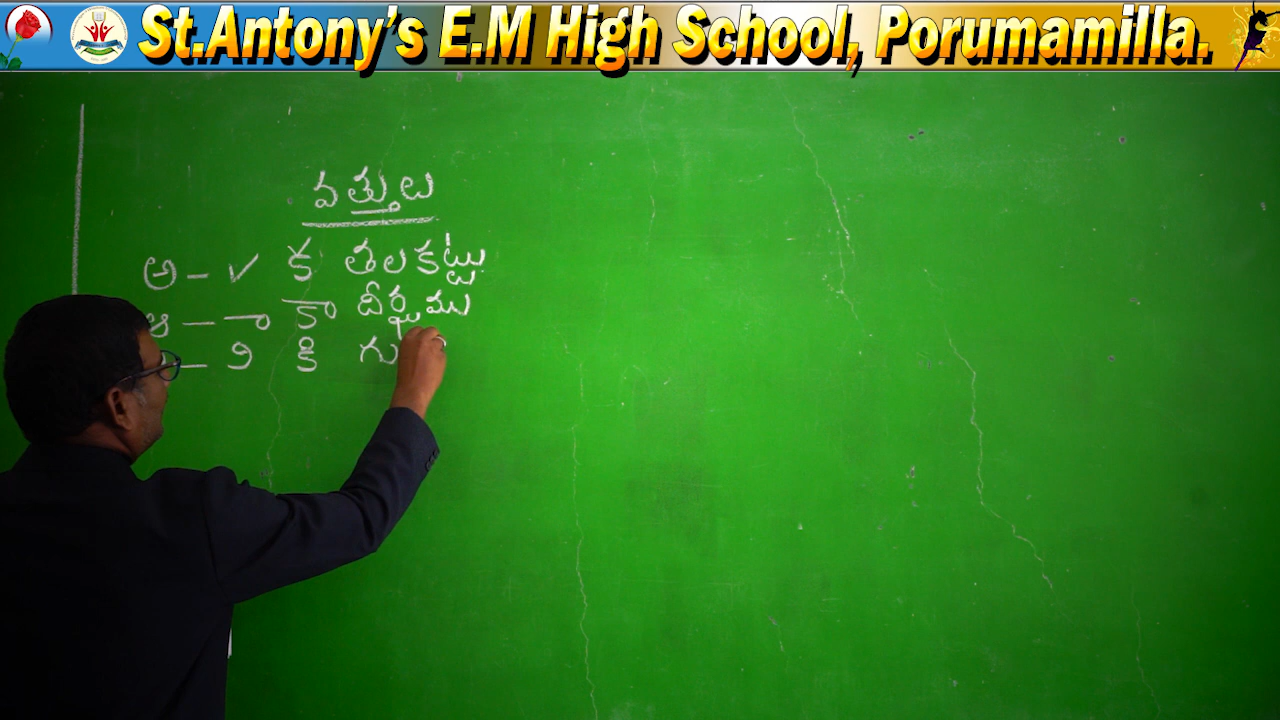 St.Antony's E.M High School, Porumamilla.
వత్తులు
అ - ✓ క తలకట్టు
ఆ - ా కా దీర్ఘము
- ి కి గు